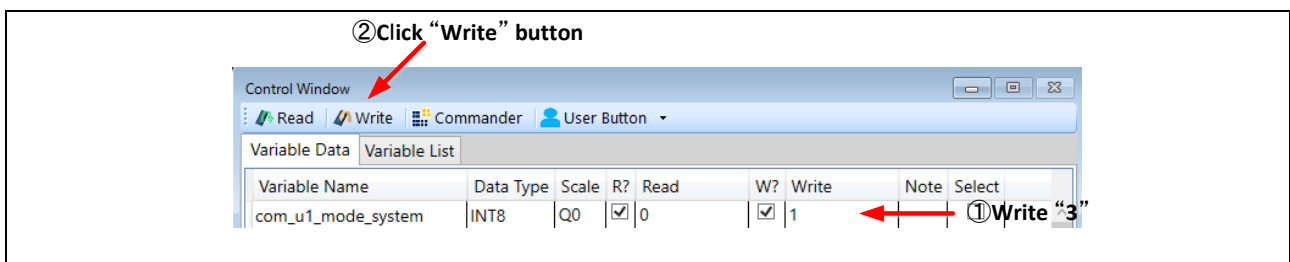 ②Click “Write” button
Control Window
Read Write Commander User Button
Variable Data Variable List
Variable Name Data Type Scale R? Read W? Write Note Select
com_u1_mode_system INT8 Q0 0 1
①Write “3”